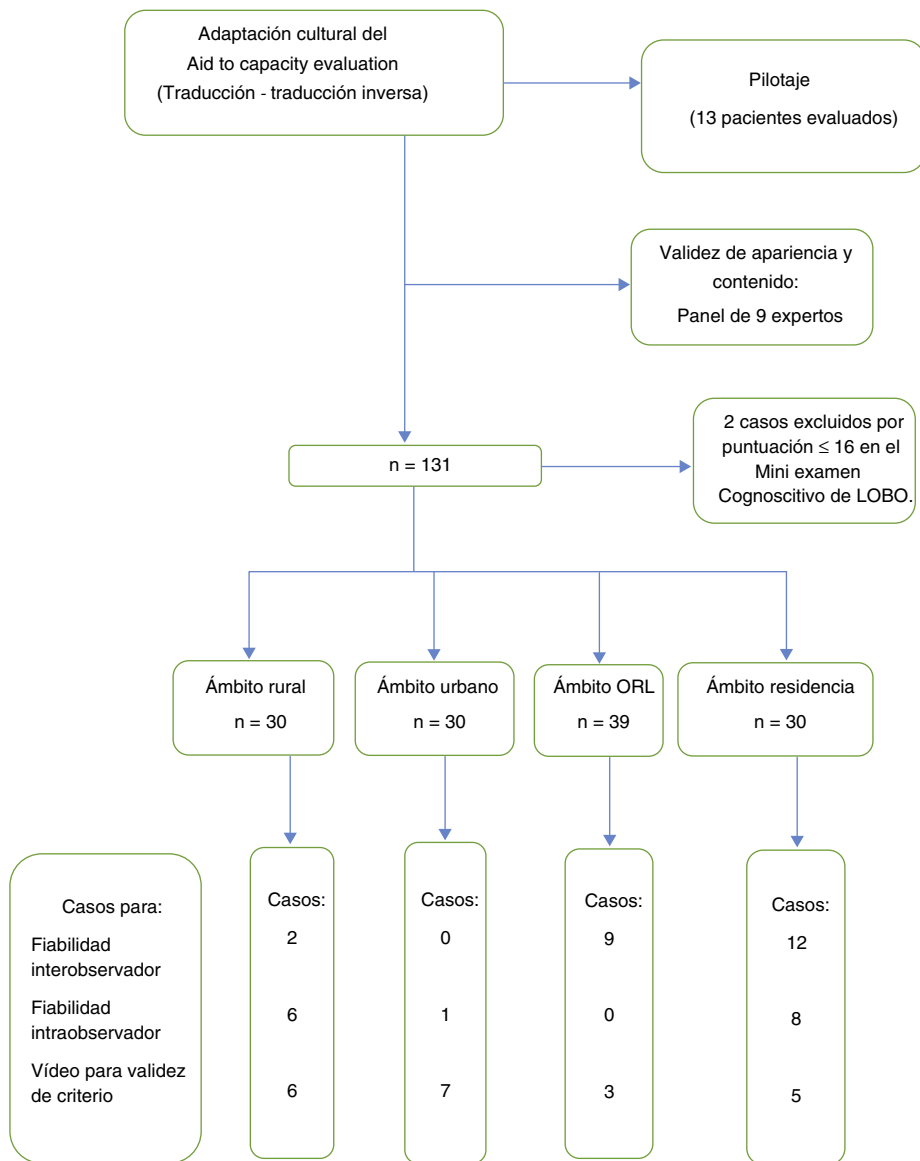 Adaptación cultural del
Aid to capacity evaluation
(Traducción - traducción inversa)
Pilotaje
(13 pacientes evaluados)
Validez de apariencia y
contenido:
Panel de 9 expertos
n = 131
2 casos excluidos por
puntuación ≤ 16 en el
Mini examen
Cognoscitivo de LOBO.
Ámbito rural
n = 30
Ámbito urbano
n = 30
Ámbito ORL
n = 39
Ámbito residencia
n = 30
Casos para:
Fiabilidad
interobservador
Fiabilidad
intraobservador
Vídeo para validez
de criterio
Casos:
2
6
6
Casos:
0
1
7
Casos:
9
0
3
Casos:
12
8
5